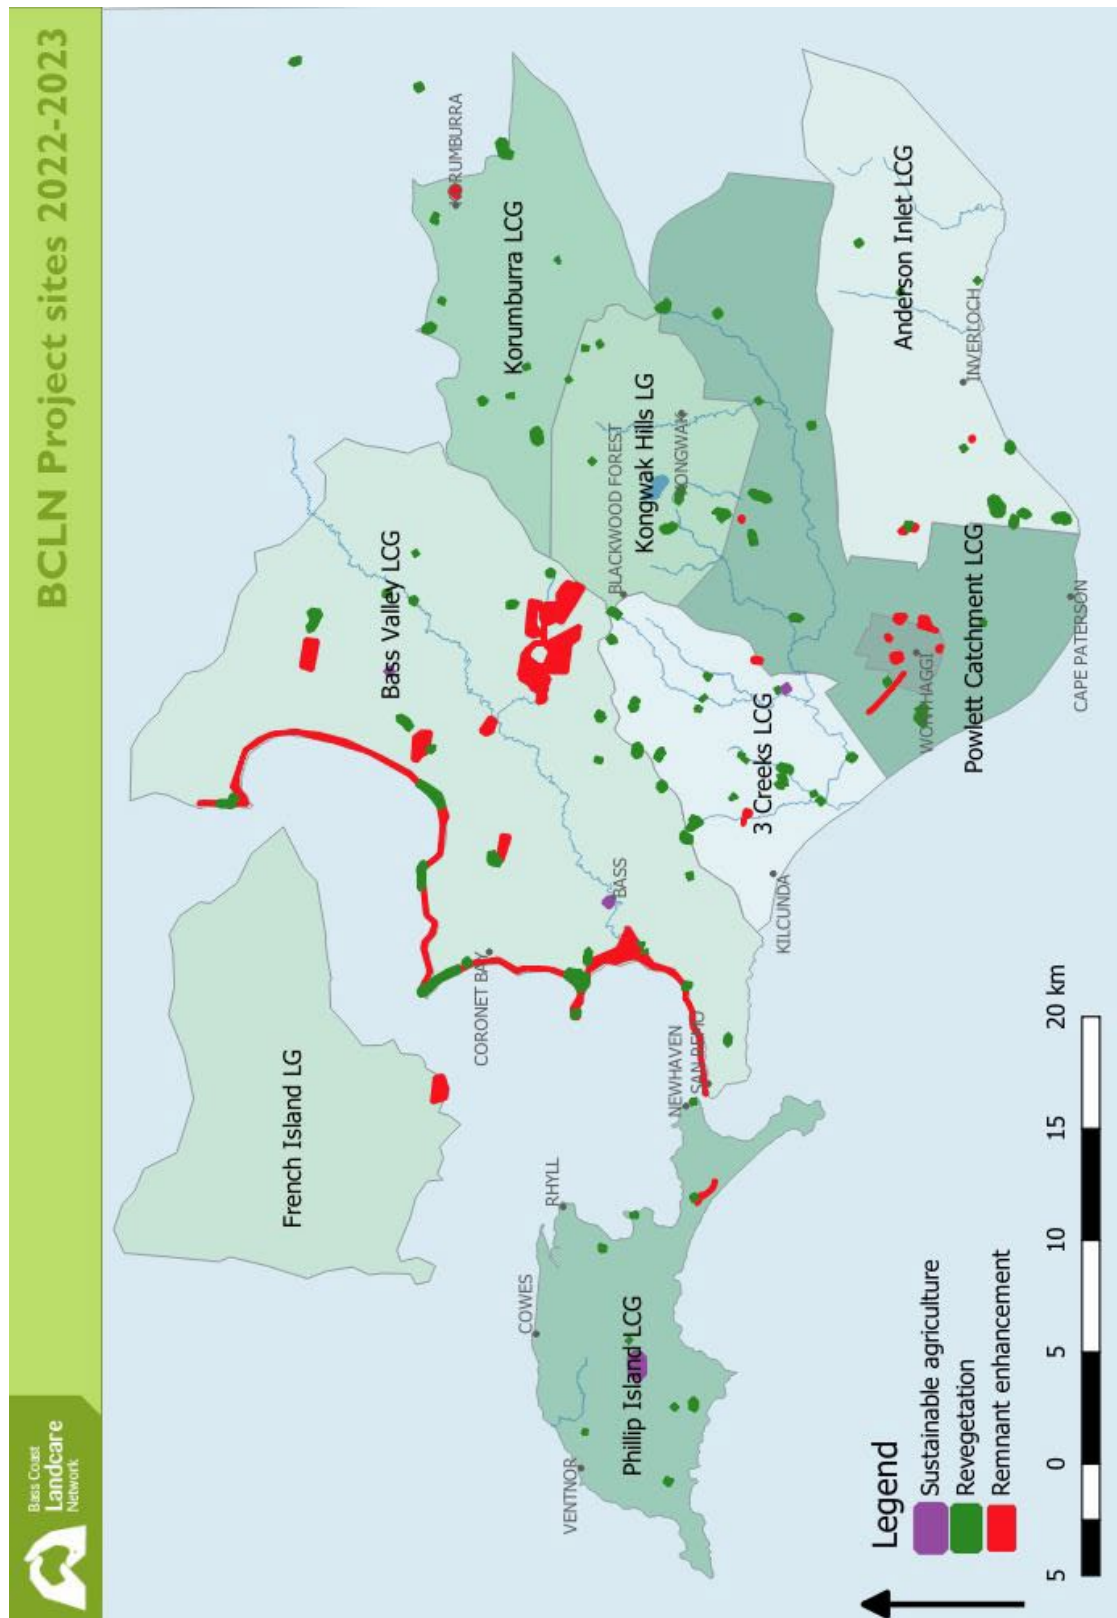 Bass Coast
Landcare
Network
BCLN Project sites 2022-2023
French Island LG
Bass Valley LCG
Korumburra LCG
CORONET BAY
RHYLL
COWES
VENTNOR
Phillip Island LCG
NEWHAVEN
SAN REMO
BASS
KILCUNDA
3 Creeks LCG
BLACKWOOD FOREST
Kongwak Hills LG
KONGWAK
KORUMBURRA
WONTHAGGI
Powlett Catchment LCG
CAPE PATERSON
INVERLOCH
Anderson Inlet LCG
Legend
Sustainable agriculture
Revegetation
Remnant enhancement
5 0 5 10 15 20 km